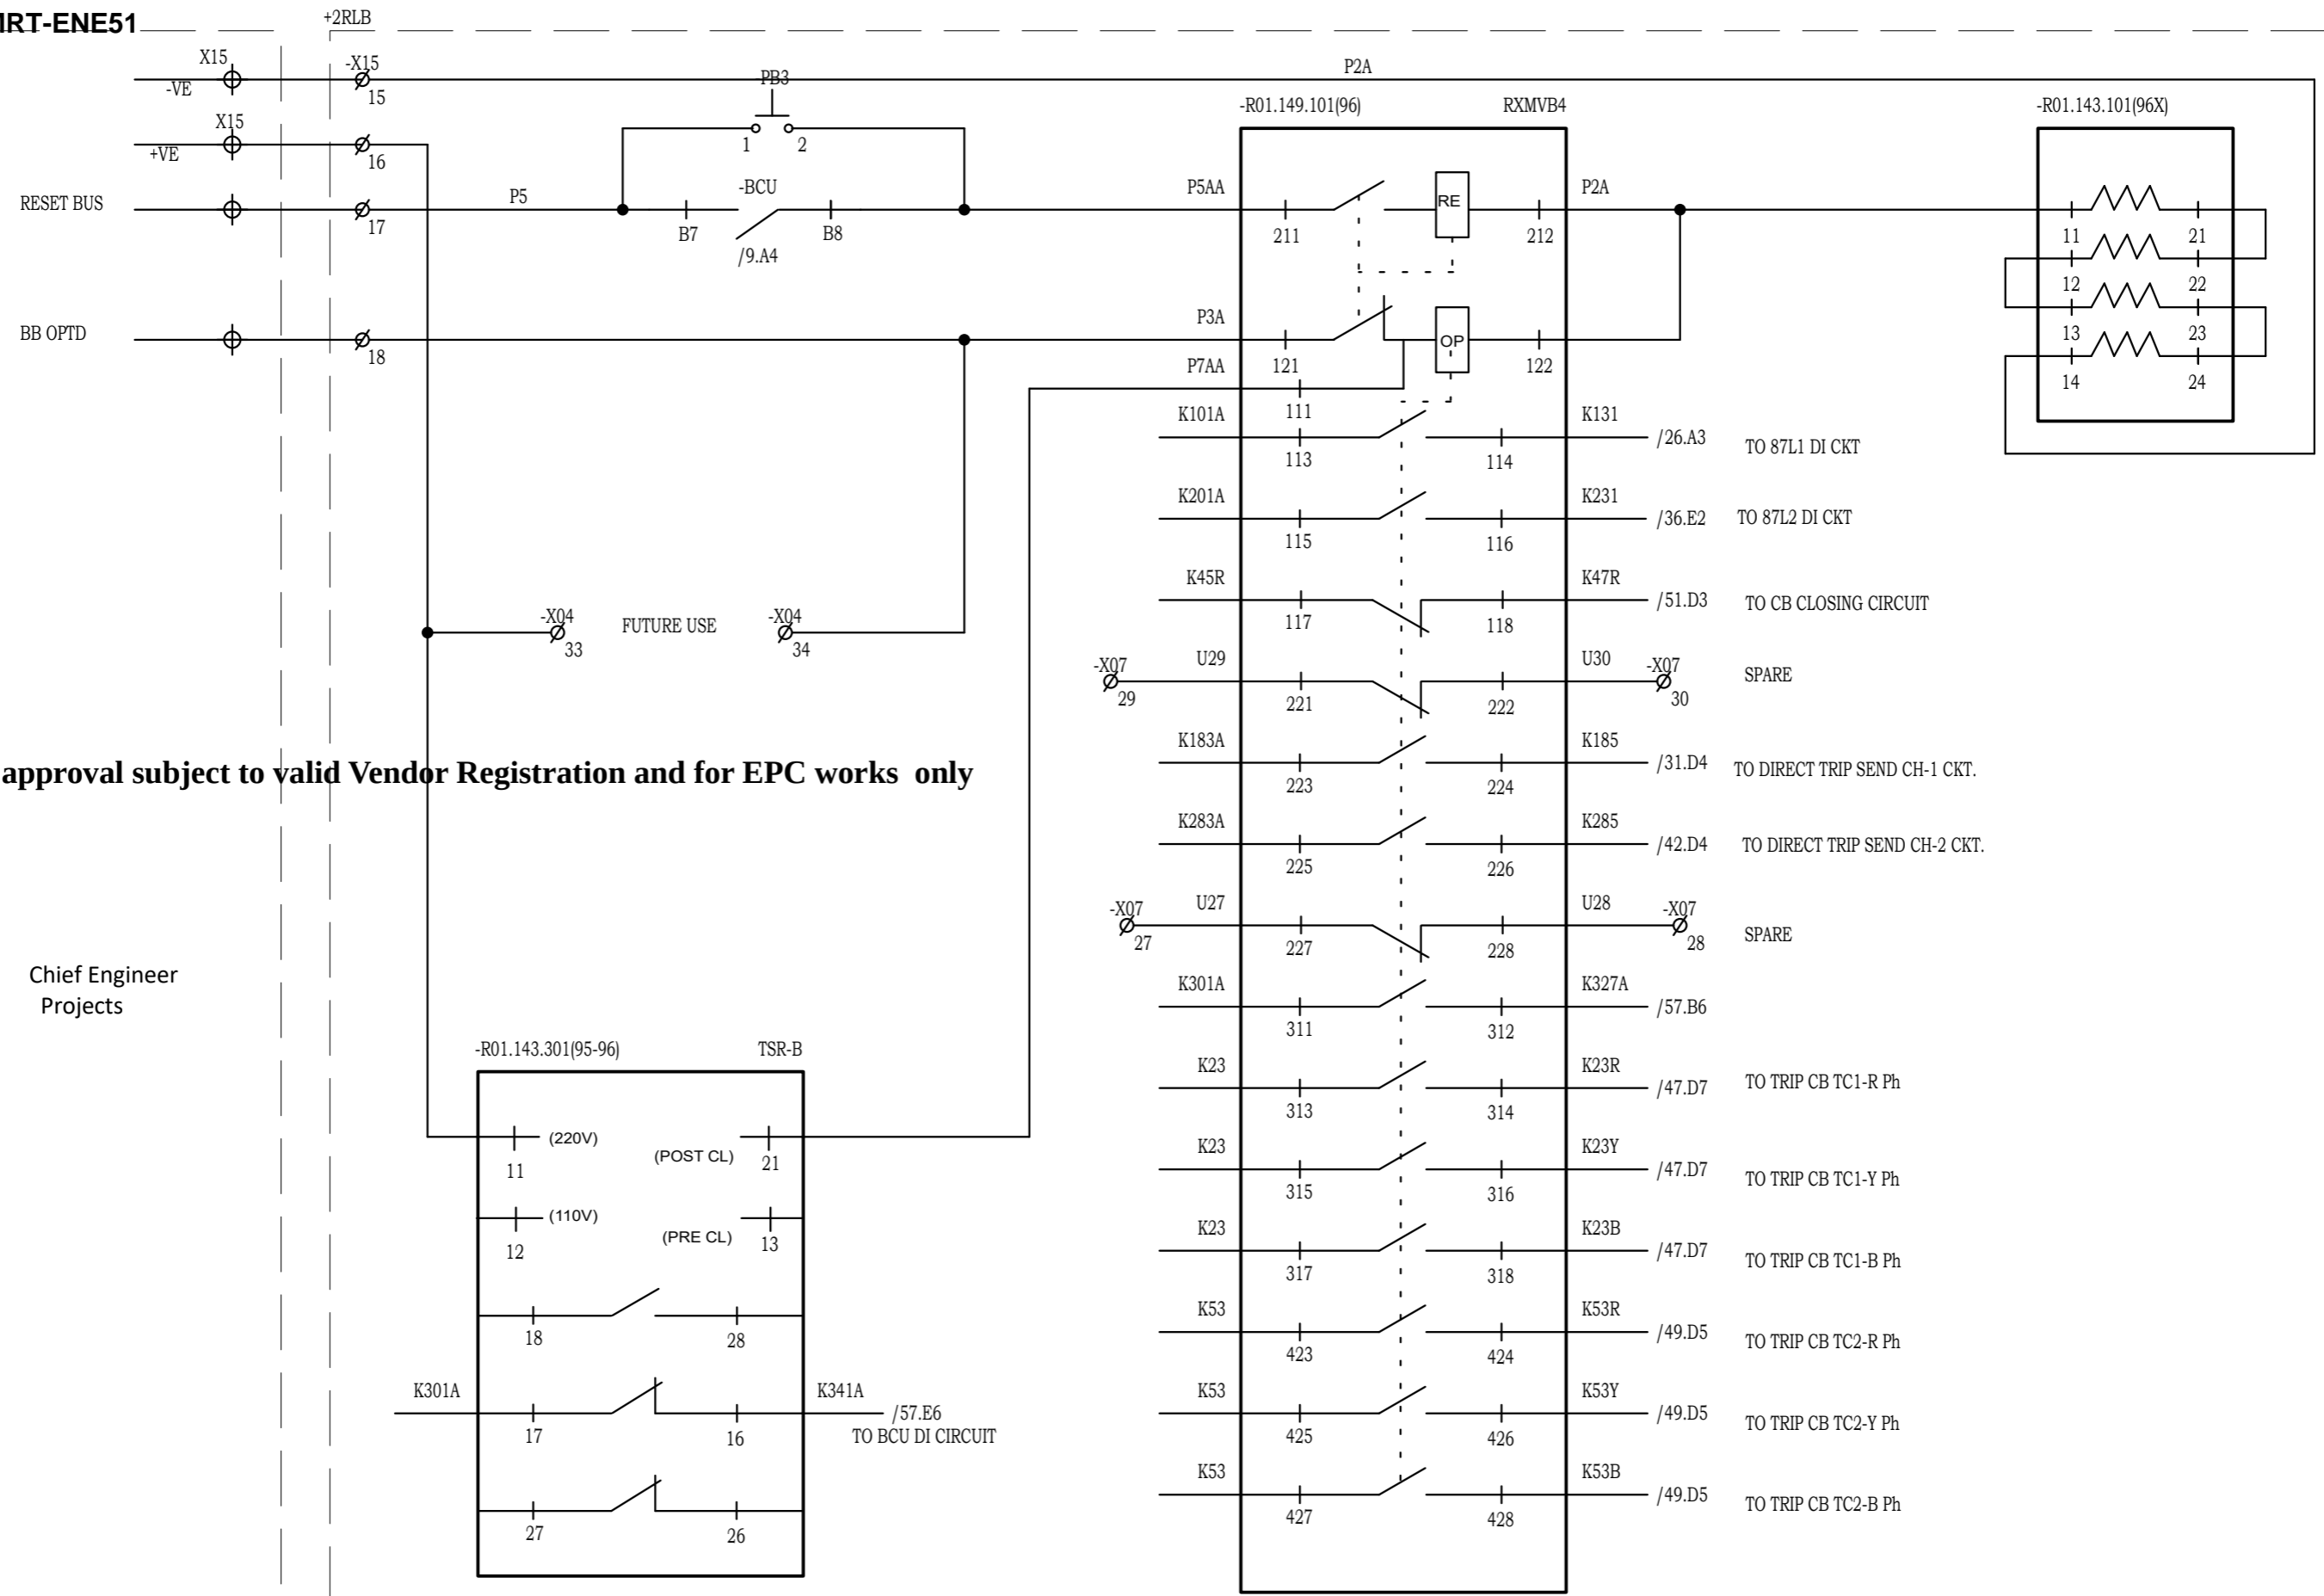 MRT-ENE51
+2RLB
X15
-VE
-X15
15
P2A
PB3
1
2
X15
+VE
16
RESET BUS
17
P5
-BCU
B7
B8
/9.A4
BB OPTD
18
-R01.149.101(96)
RXMVB4
P5AA
211
RE
212
P2A
P3A
121
OP
122
P7AA
111
-R01.143.101(96X)
11
21
12
22
13
23
14
24
K101A
113
114
K131
/26.A3
TO 87L1 DI CKT
K201A
115
116
K231
/36.E2
TO 87L2 DI CKT
K45R
117
118
K47R
/51.D3
TO CB CLOSING CIRCUIT
-X04
33
FUTURE USE
-X04
34
-X07
29
U29
221
222
U30
-X07
30
SPARE
approval subject to valid Vendor Registration and for EPC works only
K183A
223
224
K185
/31.D4
TO DIRECT TRIP SEND CH-1 CKT.
K283A
225
226
K285
/42.D4
TO DIRECT TRIP SEND CH-2 CKT.
-X07
27
U27
227
228
U28
-X07
28
SPARE
Chief Engineer
Projects
K301A
311
312
K327A
/57.B6
K23
313
314
K23R
/47.D7
TO TRIP CB TC1-R Ph
K23
315
316
K23Y
/47.D7
TO TRIP CB TC1-Y Ph
K23
317
318
K23B
/47.D7
TO TRIP CB TC1-B Ph
K53
423
424
K53R
/49.D5
TO TRIP CB TC2-R Ph
K53
425
426
K53Y
/49.D5
TO TRIP CB TC2-Y Ph
K53
427
428
K53B
/49.D5
TO TRIP CB TC2-B Ph
-R01.143.301(95-96)
TSR-B
(220V)
11
(POST CL)
21
(110V)
12
(PRE CL)
13
18
28
K301A
17
16
K341A
/57.E6
TO BCU DI CIRCUIT
27
26